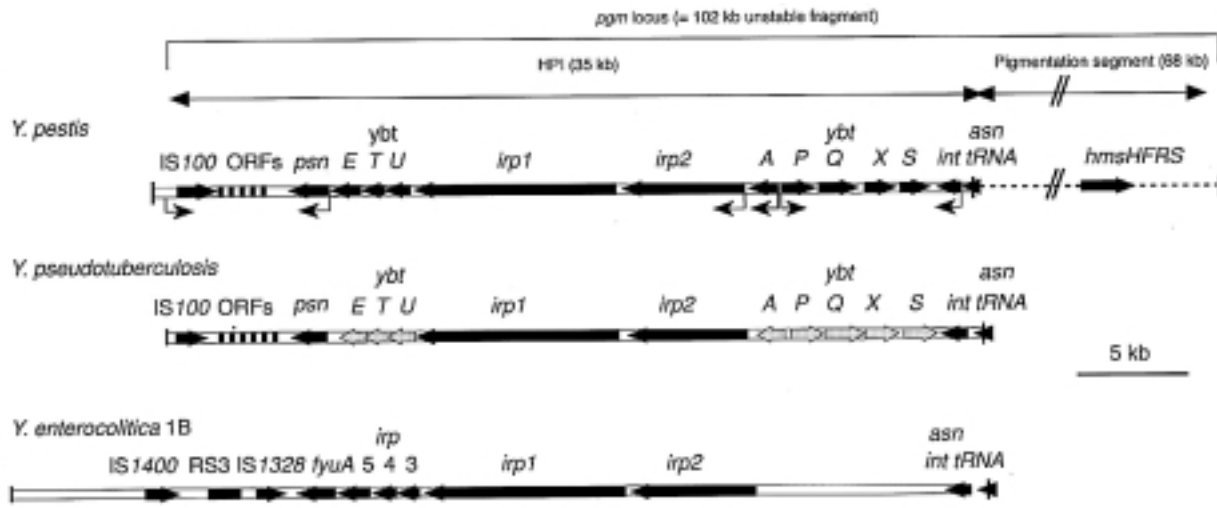 pgm locus (= 102 kb unstable fragment)
HPI (35 kb) Pigmentation segment (68 kb)
Y. pestis
ybt ybt asn
IS100 ORFs psn E T U irp1 irp2 A P Q X S int tRNA hmsHFRS
Y. pseudotuberculosis
ybt ybt asn
IS100 ORFs psn E T U irp1 irp2 A P Q X S int tRNA
5 kb
Y. enterocolitica 1B
irp asn
IS1400 RS3 IS1328 fyuA 5 4 3 irp1 irp2 int tRNA